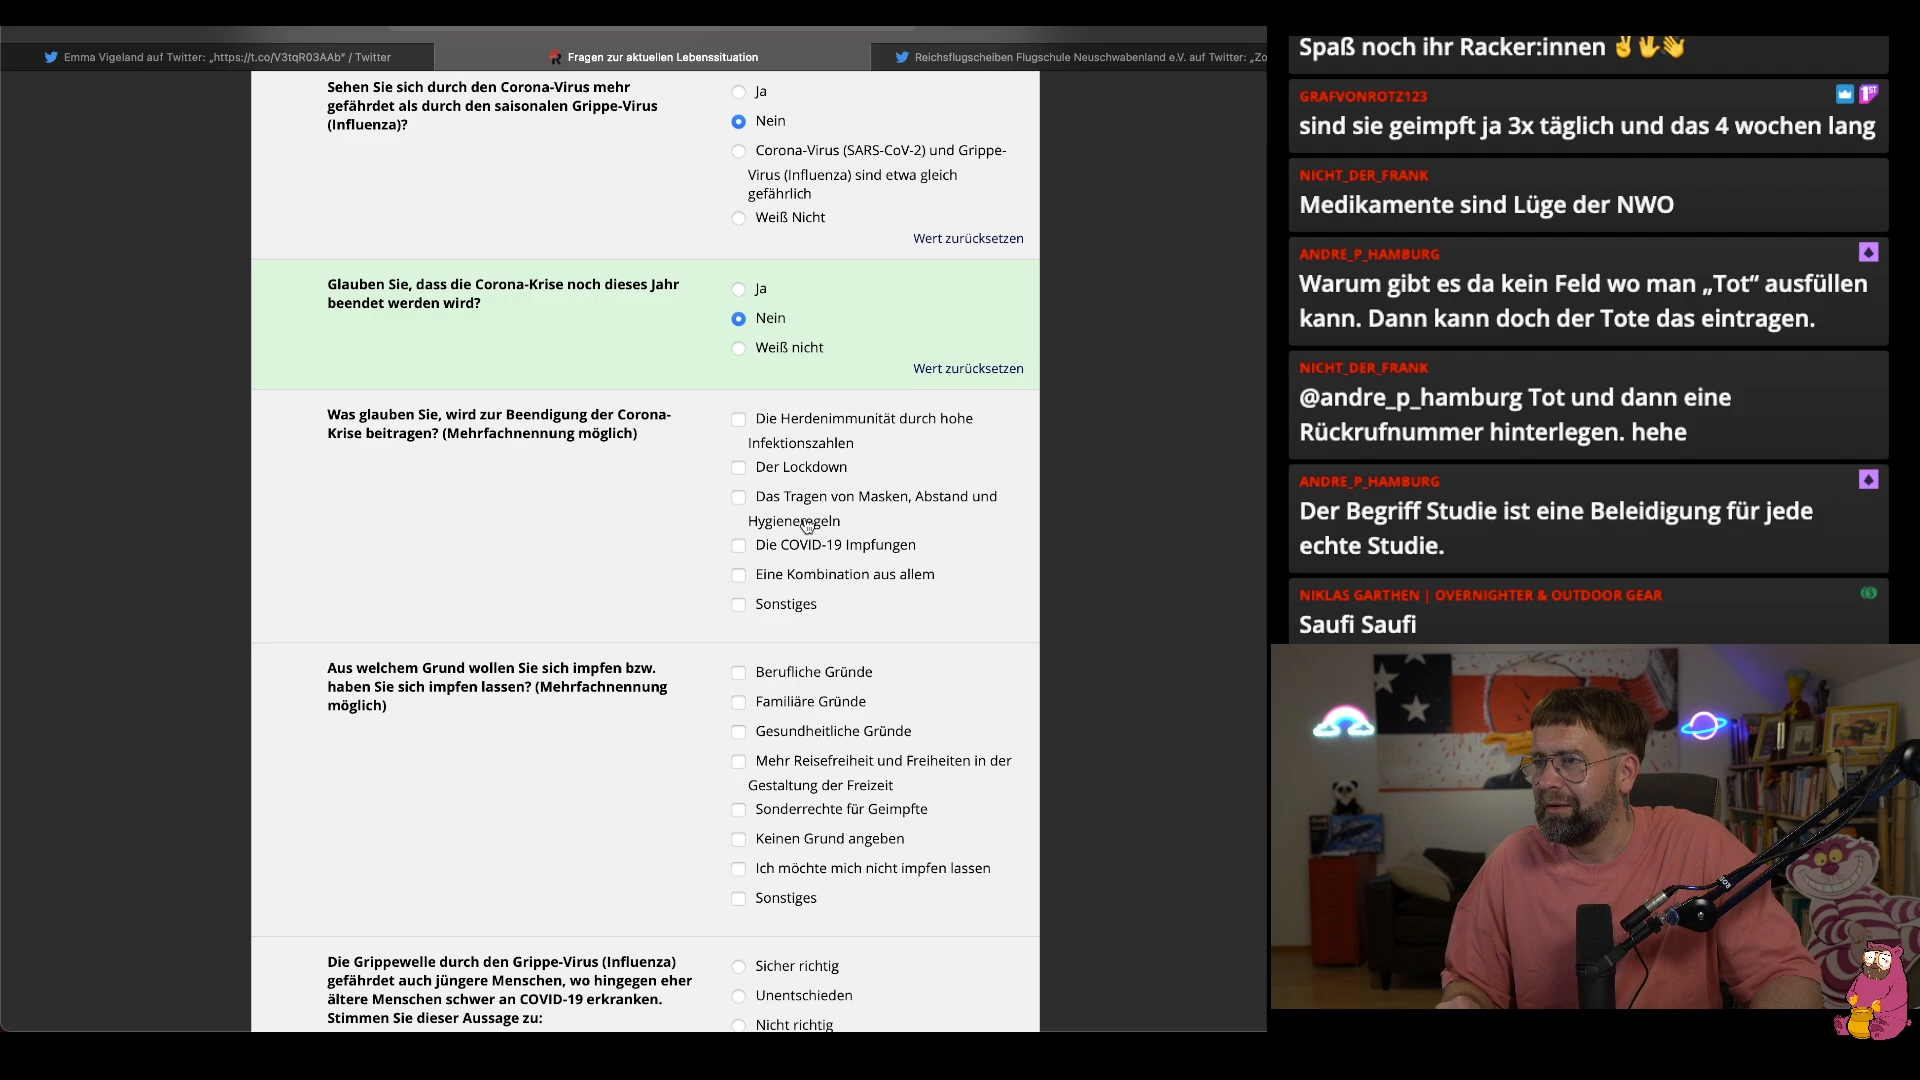 Emma Vigeland auf Twitter: „https://t.co/V3tqR03AAb“ / Twitter
Fragen zur aktuellen Lebenssituation
Reichsflugscheiben Flugschule Neuschwabenland e.V. auf Twitter: „Zo
Sehen Sie sich durch den Corona-Virus mehr
gefährdet als durch den saisonalen Grippe-Virus
(Influenza)?
Ja
Nein
Corona-Virus (SARS-CoV-2) und Grippe-
Virus (Influenza) sind etwa gleich
gefährlich
Weiß Nicht
Wert zurücksetzen
Glauben Sie, dass die Corona-Krise noch dieses Jahr
beendet werden wird?
Ja
Nein
Weiß nicht
Wert zurücksetzen
Was glauben Sie, wird zur Beendigung der Corona-
Krise beitragen? (Mehrfachnennung möglich)
Die Herdenimmunität durch hohe
Infektionszahlen
Der Lockdown
Das Tragen von Masken, Abstand und
Hygieneregeln
Die COVID-19 Impfungen
Eine Kombination aus allem
Sonstiges
Aus welchem Grund wollen Sie sich impfen bzw.
haben Sie sich impfen lassen? (Mehrfachnennung
möglich)
Berufliche Gründe
Familiäre Gründe
Gesundheitliche Gründe
Mehr Reisefreiheit und Freiheiten in der
Gestaltung der Freizeit
Sonderrechte für Geimpfte
Keinen Grund angeben
Ich möchte mich nicht impfen lassen
Sonstiges
Die Grippewelle durch den Grippe-Virus (Influenza)
gefährdet auch jüngere Menschen, wo hingegen eher
ältere Menschen schwer an COVID-19 erkranken.
Stimmen Sie dieser Aussage zu:
Sicher richtig
Unentschieden
Nicht richtig
Spaß noch ihr Racker:innen ✌️🖖👋
GRAFVONROTZ123
1ST
sind sie geimpft ja 3x täglich und das 4 wochen lang
NICHT_DER_FRANK
Medikamente sind Lüge der NWO
ANDRE_P_HAMBURG
Warum gibt es da kein Feld wo man „Tot“ ausfüllen
kann. Dann kann doch der Tote das eintragen.
NICHT_DER_FRANK
@andre_p_hamburg Tot und dann eine
Rückrufnummer hinterlegen. hehe
ANDRE_P_HAMBURG
Der Begriff Studie ist eine Beleidigung für jede
echte Studie.
NIKLAS GARTHEN | OVERNIGHTER & OUTDOOR GEAR
Saufi Saufi